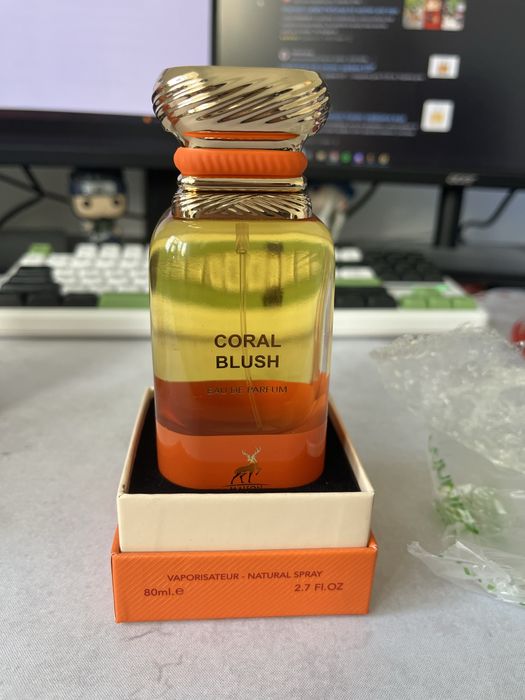 CORAL
BLUSH
EAU DE PARFUM
VAPORISATEUR - NATURAL SPRAY
80ml.e 2.7 Fl.OZ